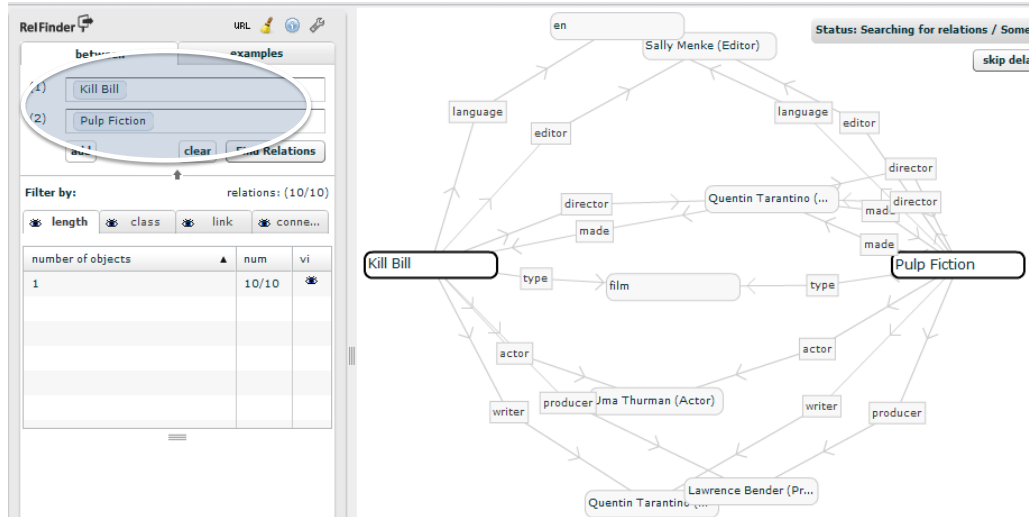 RelFinder
URL
between
examples
(1) Kill Bill
(2) Pulp Fiction
add
clear
Find Relations
Filter by:
relations: (10/10)
length
class
link
conne...
number of objects ▲ num vi
1 10/10
en
Sally Menke (Editor)
Status: Searching for relations / Some
skip dela
language
editor
language
editor
director
director
Quentin Tarantino (...
made
director
made
made
Kill Bill
Pulp Fiction
type
film
type
actor
actor
writer
producer
Uma Thurman (Actor)
writer
producer
Lawrence Bender (Pr...
Quentin Tarantino (...